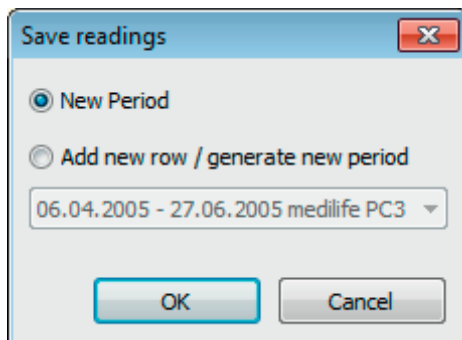 Save readings
New Period
Add new row / generate new period
06.04.2005 - 27.06.2005 medilife PC3
OK Cancel